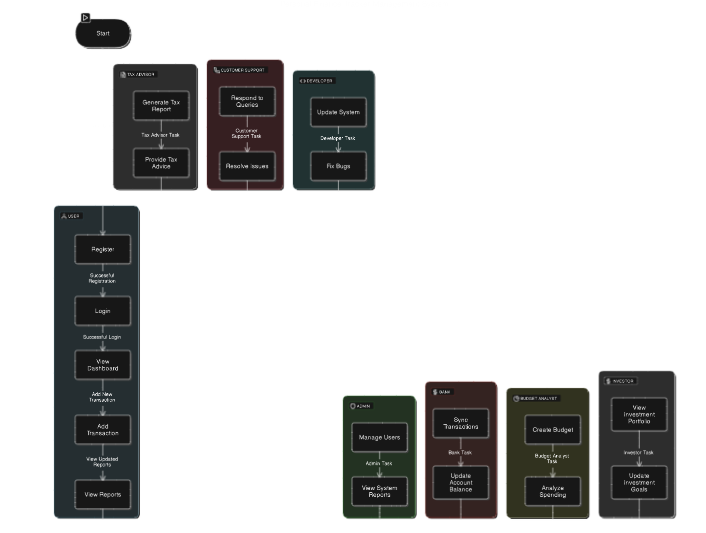 Start
TAX ADVISOR
Generate Tax
Report
Tax Advisor Task
Provide Tax
Advice
CUSTOMER SUPPORT
Respond to
Queries
Customer
Support Task
Resolve Issues
DEVELOPER
Update System
Developer Task
Fix Bugs
USER
Register
Successful
Registration
Login
Successful Login
View
Dashboard
Add New
Transaction
Add
Transaction
View Updated
Reports
View Reports
ADMIN
Manage Users
Admin Task
View System
Reports
BANK
Sync
Transactions
Bank Task
Update
Account
Balance
BUDGET ANALYST
Create Budget
Budget Analyst
Task
Analyze
Spending
INVESTOR
View
Investment
Portfolio
Investor Task
Update
Investment
Goals